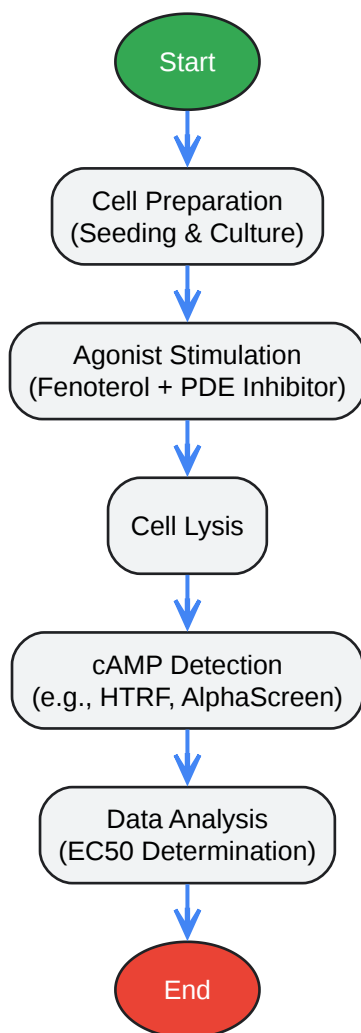 Start
Cell Preparation
(Seeding & Culture)
Agonist Stimulation
(Fenoterol + PDE Inhibitor)
Cell Lysis
cAMP Detection
(e.g., HTRF, AlphaScreen)
Data Analysis
(EC50 Determination)
End